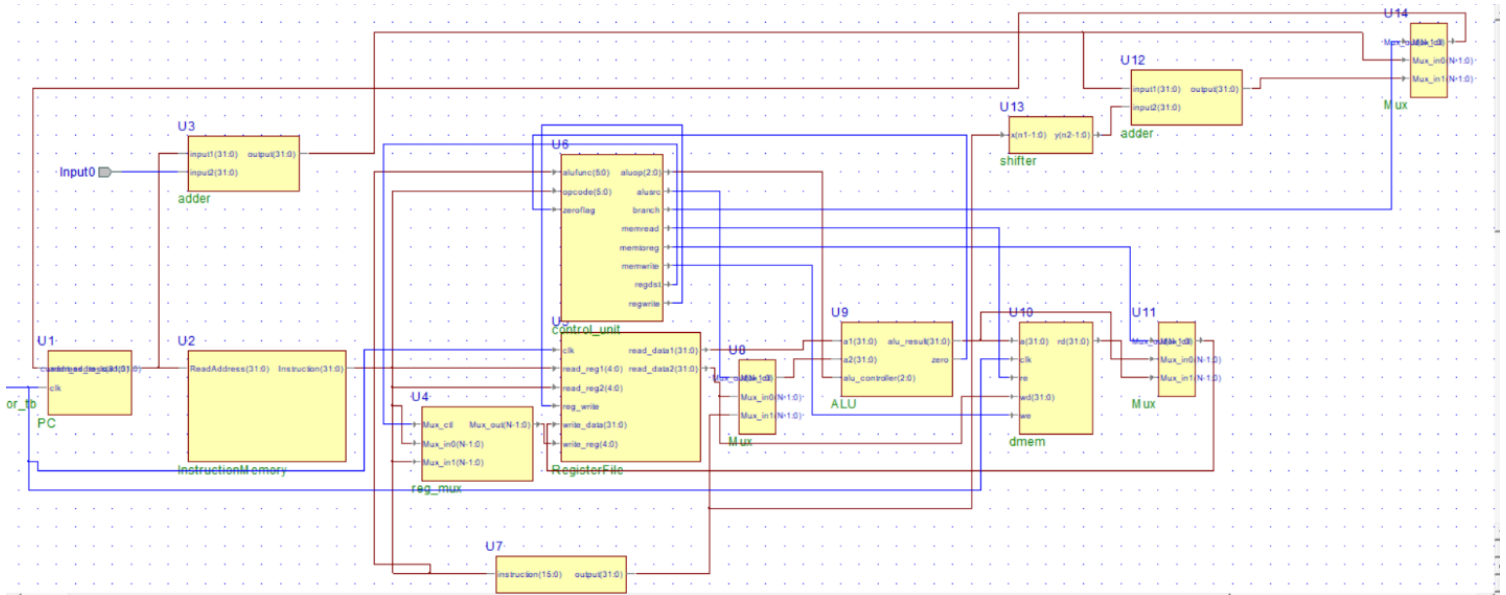 U14
Mux_in0(N-1:0)
Mux_in1(N-1:0)
Mux
U12
input1(31:0) output(31:0)
input2(31:0)
adder
U13
x(n1-1:0) y(n2-1:0)
shifter
U3
input1(31:0) output(31:0)
input2(31:0)
adder
Input0
U6
alufunc(5:0) aluop(2:0)
opcode(5:0) alusrc
zeroflag branch
memread
memtoreg
memwrite
regdst
regwrite
control_unit
U1
clk
or_tb
PC
U2
ReadAddress(31:0) Instruction(31:0)
InstructionMemory
U4
Mux_ctl Mux_out(N-1:0)
Mux_in0(N-1:0)
Mux_in1(N-1:0)
reg_mux
clk read_data1(31:0)
read_reg1(4:0) read_data2(31:0)
read_reg2(4:0)
reg_write
write_data(31:0)
write_reg(4:0)
RegisterFile
U8
Mux_in0(N-1:0)
Mux_in1(N-1:0)
Mux
U9
a1(31:0) alu_result(31:0)
a2(31:0) zero
alu_controller(2:0)
ALU
U10
a(31:0) rd(31:0)
clk
re
wd(31:0)
we
dmem
U11
Mux_in0(N-1:0)
Mux_in1(N-1:0)
Mux
U7
instruction(15:0) output(31:0)